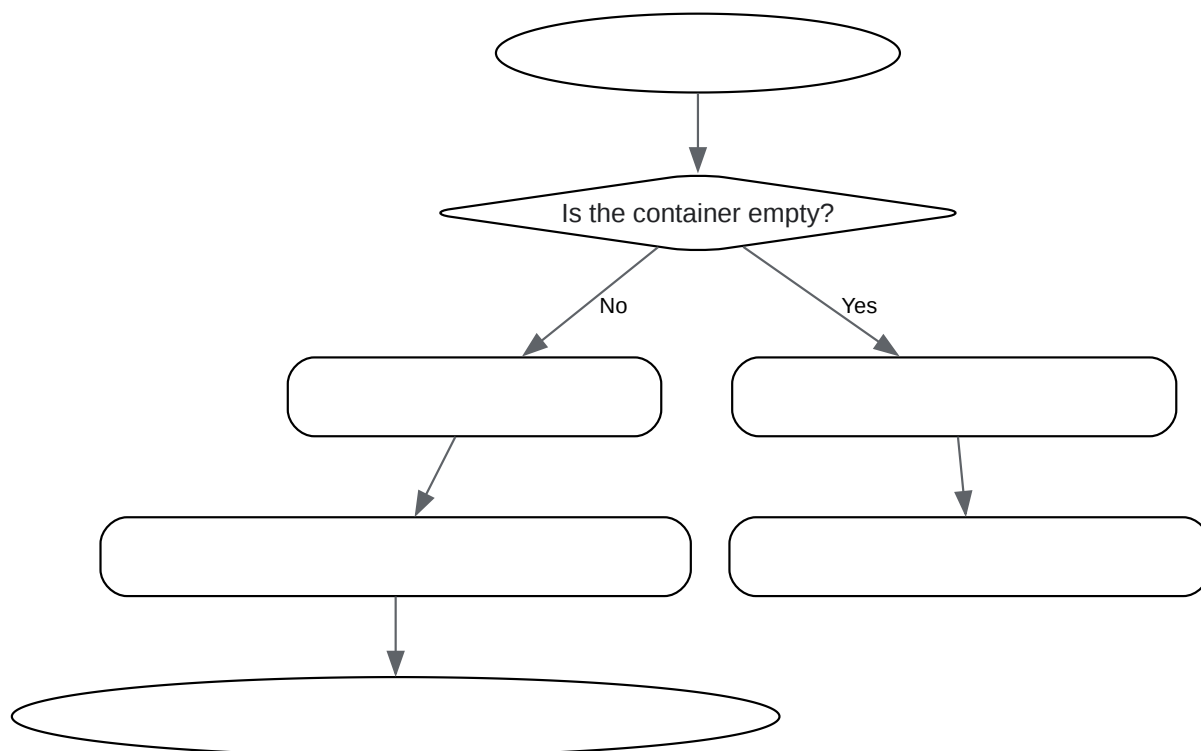 Is the container empty?
No
Yes